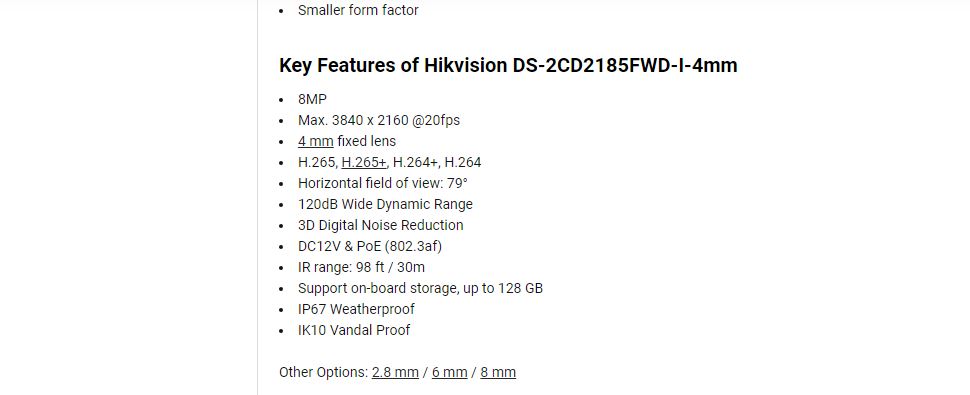 Smaller form factor
Key Features of Hikvision DS-2CD2185FWD-I-4mm
8MP
Max. 3840 x 2160 @20fps
4 mm fixed lens
H.265, H.265+, H.264+, H.264
Horizontal field of view: 79°
120dB Wide Dynamic Range
3D Digital Noise Reduction
DC12V & PoE (802.3af)
IR range: 98 ft / 30m
Support on-board storage, up to 128 GB
IP67 Weatherproof
IK10 Vandal Proof
Other Options: 2.8 mm / 6 mm / 8 mm